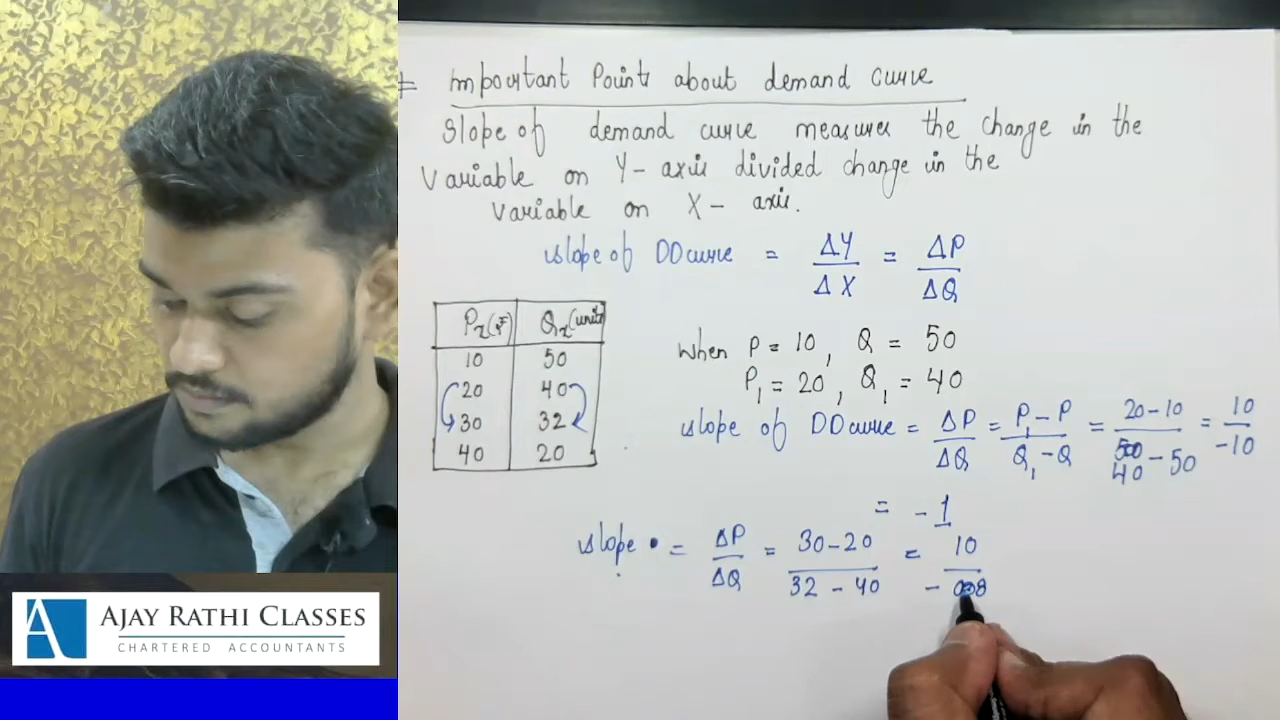 Important Points about demand curve
Slope of demand curve measures the change in the
Variable on Y- axis divided change in the
Variable on X- axis.
slope of DD curve = ΔY/ΔX = ΔP/ΔQ
Px(₹) Qx(units)
10 50
20 40
30 32
40 20
When P = 10, Q = 50
P₁ = 20, Q₁ = 40
slope of DD curve = ΔP/ΔQ = P₁-P/Q₁-Q = 20-10/40-50 = 10/-10
= -1
slope = ΔP/ΔQ = 30-20/32-40 = 10/-8
A AJAY RATHI CLASSES
CHARTERED ACCOUNTANTS